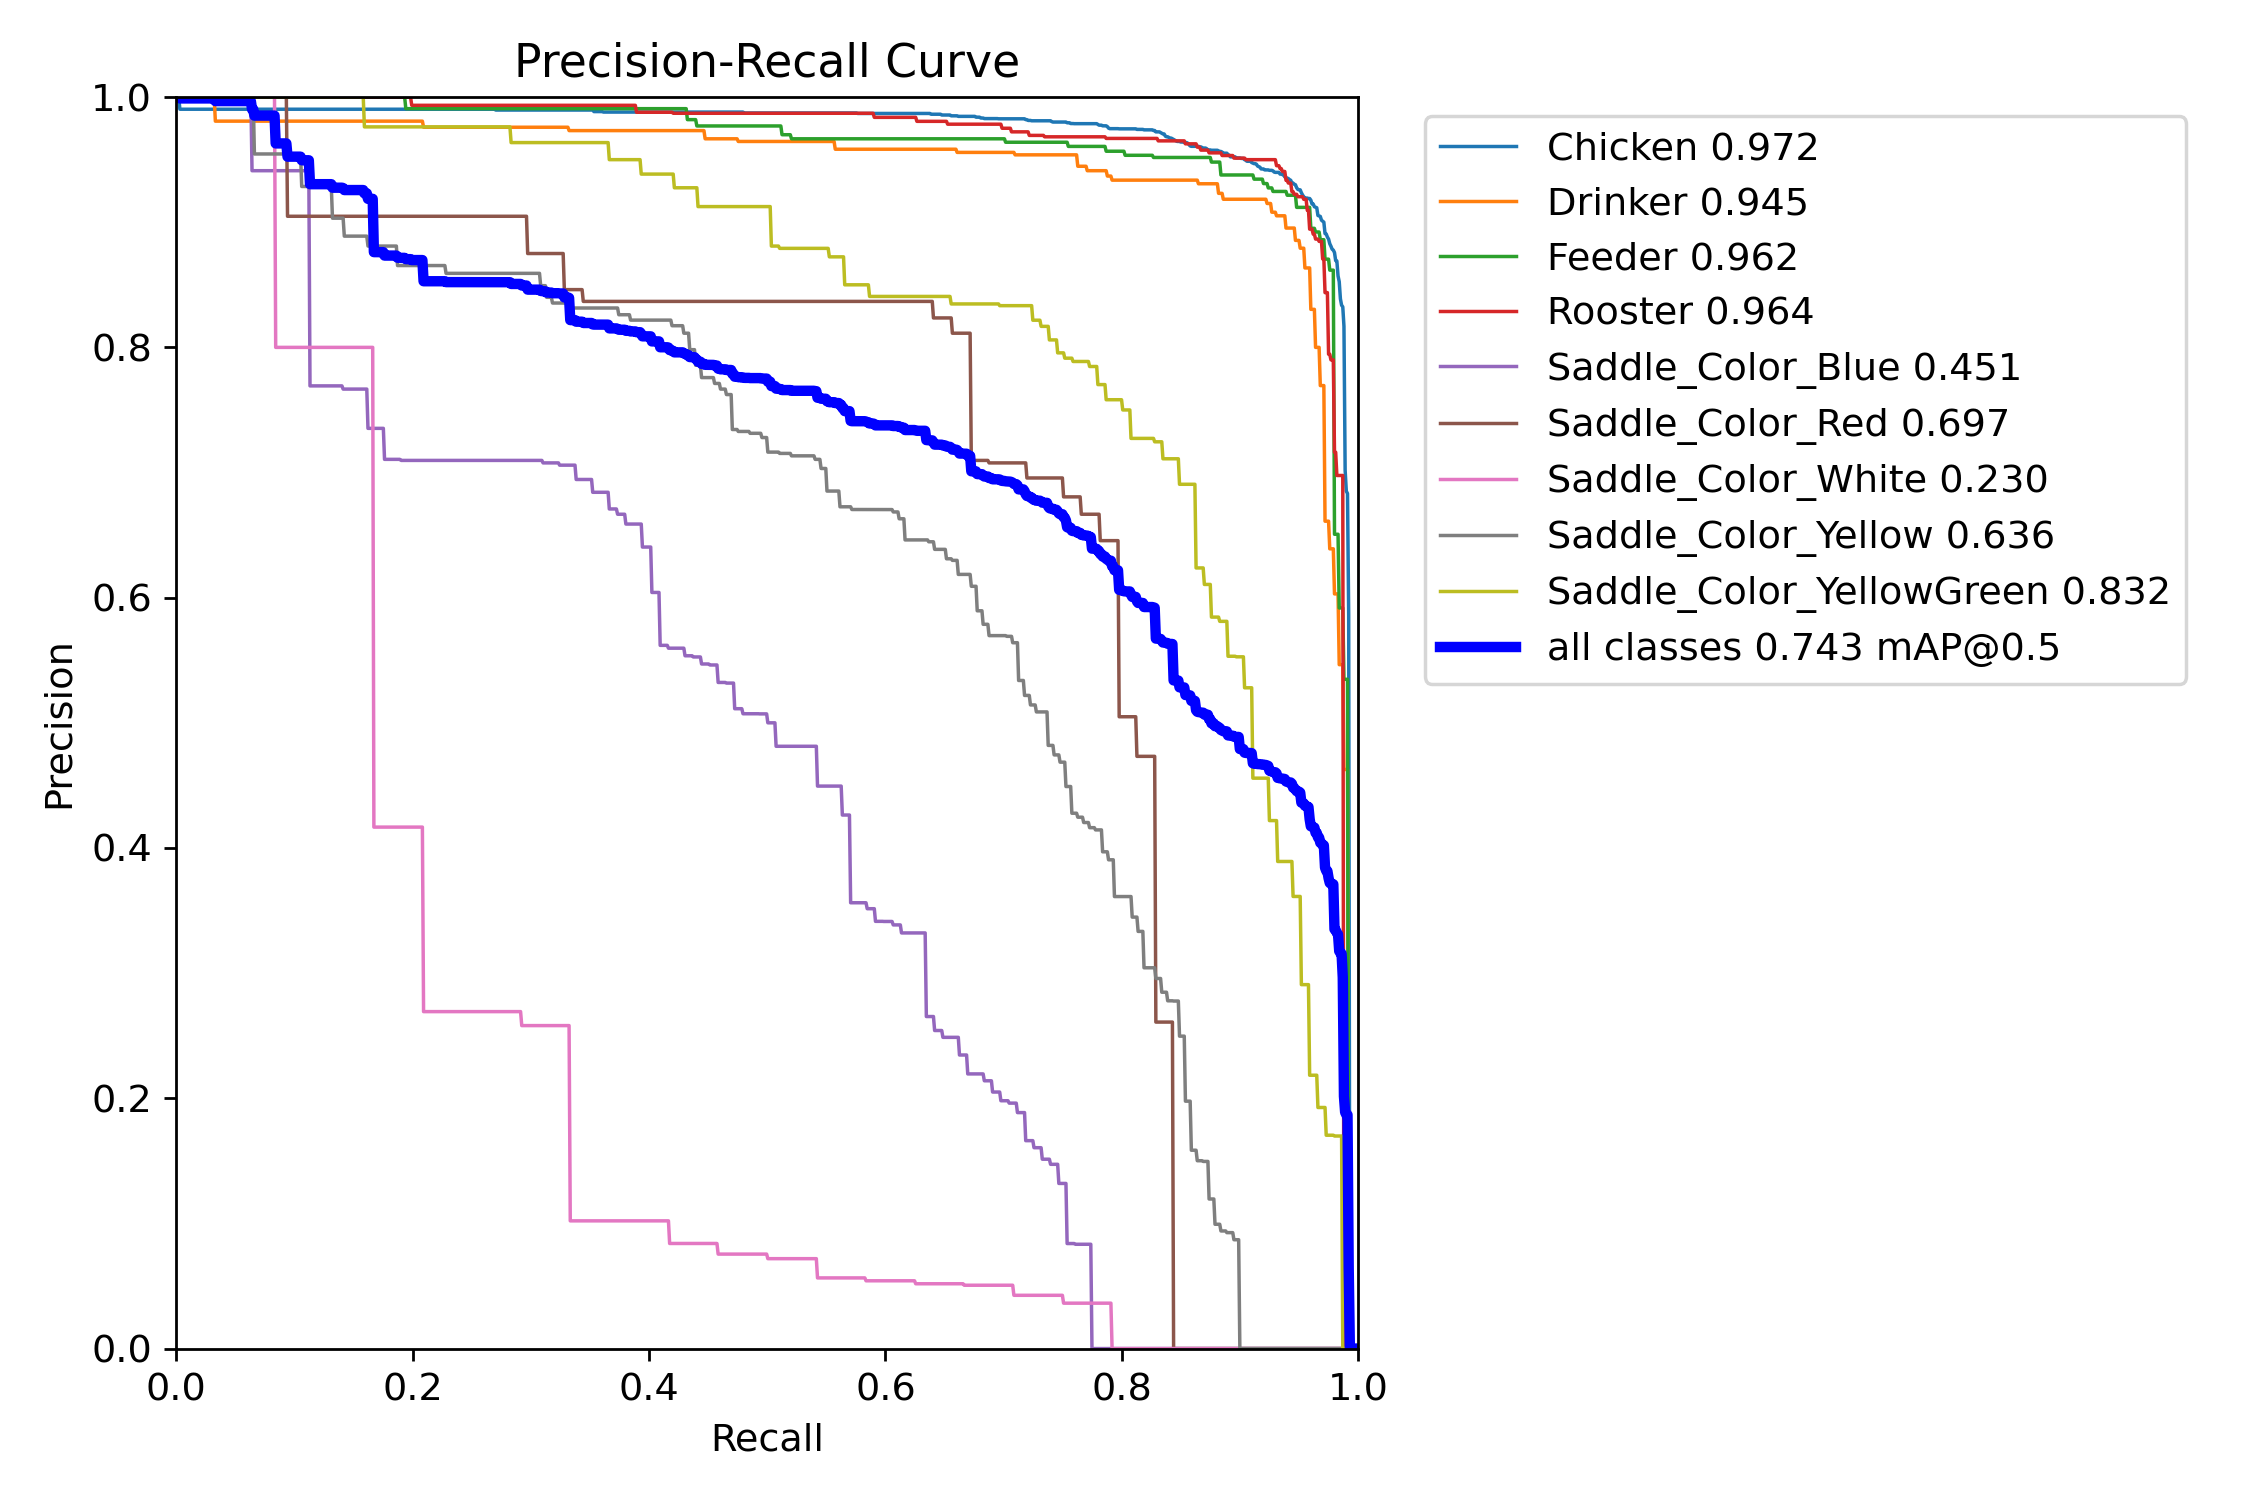 Precision-Recall Curve
1.0
0.8
0.6
0.4
0.2
0.0
Precision
0.0 0.2 0.4 0.6 0.8 1.0
Recall
Chicken 0.972
Drinker 0.945
Feeder 0.962
Rooster 0.964
Saddle_Color_Blue 0.451
Saddle_Color_Red 0.697
Saddle_Color_White 0.230
Saddle_Color_Yellow 0.636
Saddle_Color_YellowGreen 0.832
all classes 0.743 mAP@0.5